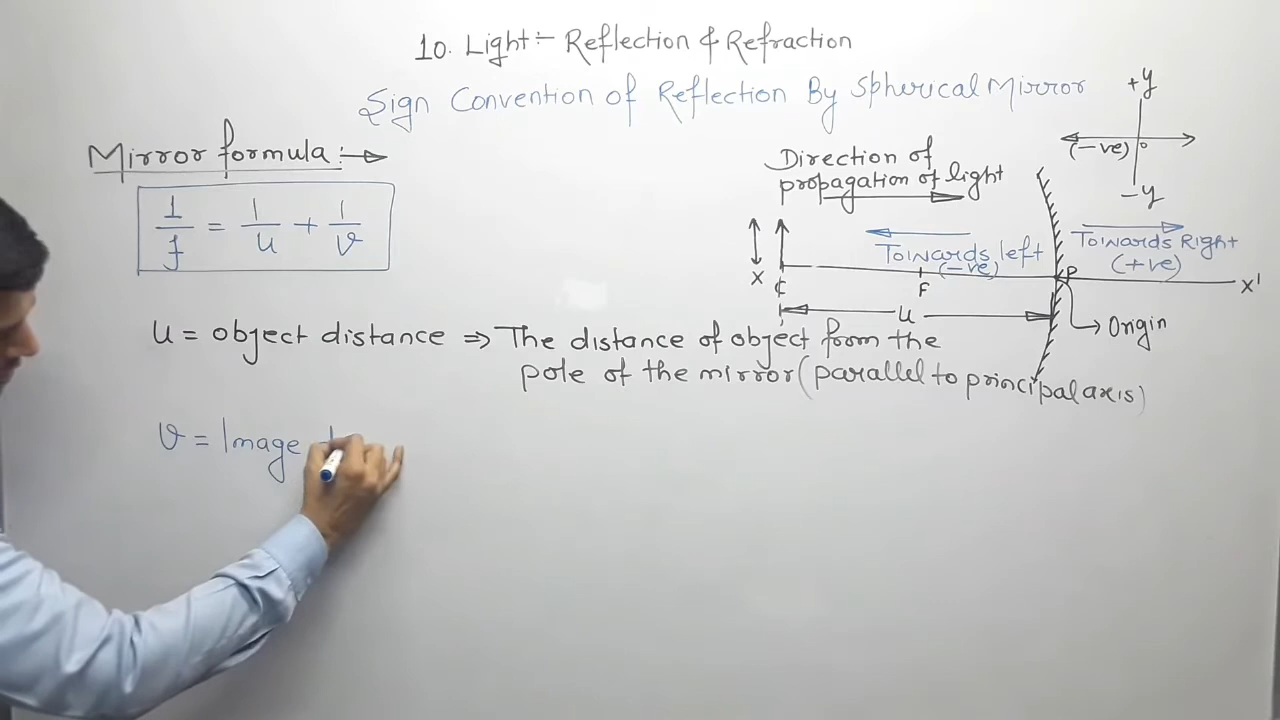 10. Light:- Reflection & Refraction
Sign Convention of Reflection By Spherical Mirror
Mirror formula:→
1/f = 1/u + 1/v
+y
(-ve) o
-y
Direction of
propagation of light
Towards left
(-ve)
Towards Right
(+ve)
X
C
F
P
X'
u
Origin
u = object distance ⇒ The distance of object from the
pole of the mirror (parallel to principal axis)
v = Image